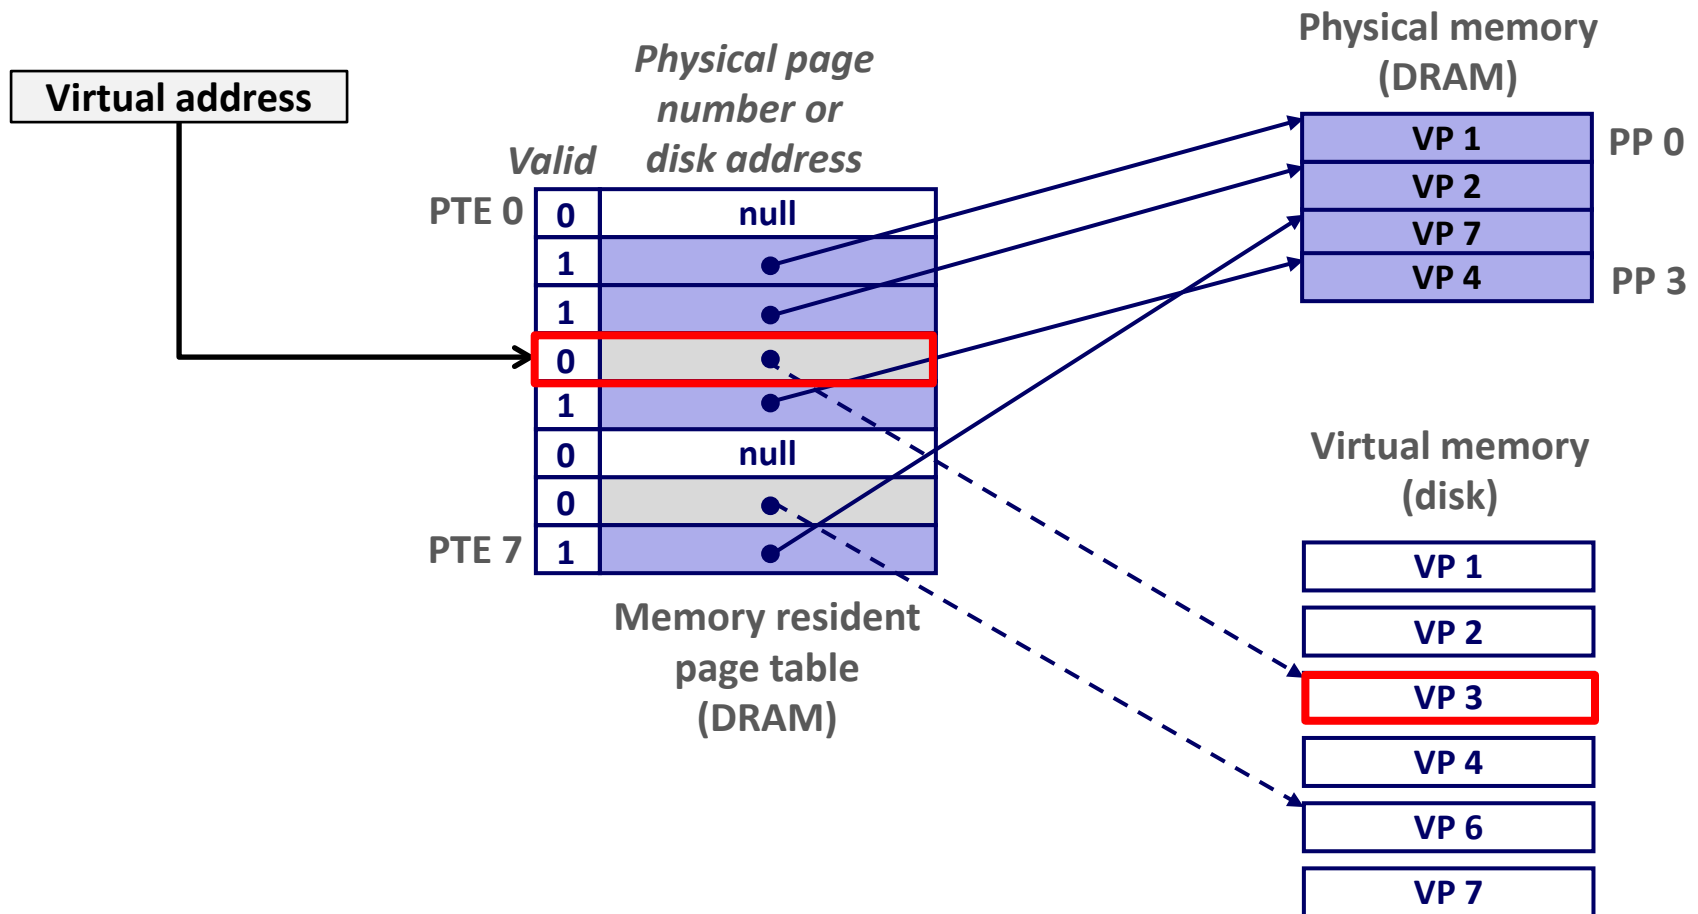 Virtual address
Physical page
number or
disk address
Valid
PTE 0
0
null
1
1
0
1
0
null
0
PTE 7
1
Memory resident
page table
(DRAM)
Physical memory
(DRAM)
VP 1
PP 0
VP 2
VP 7
VP 4
PP 3
Virtual memory
(disk)
VP 1
VP 2
VP 3
VP 4
VP 6
VP 7